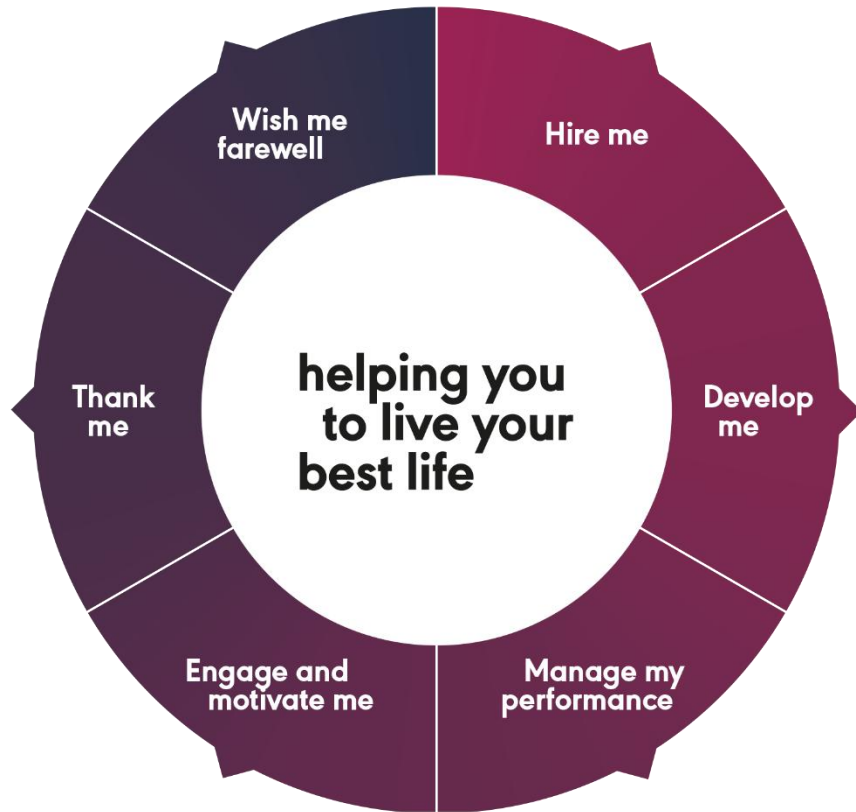 Hire me
Develop
me
Manage my
performance
Engage and
motivate me
Thank
me
Wish me
farewell
helping you
to live your
best life